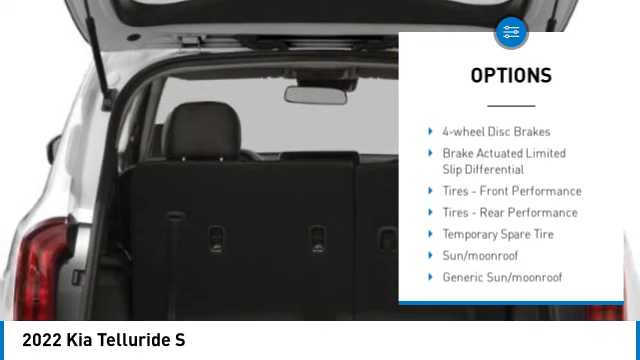 OPTIONS
4-wheel Disc Brakes
Brake Actuated Limited
Slip Differential
Tires - Front Performance
Tires - Rear Performance
Temporary Spare Tire
Sun/moonroof
Generic Sun/moonroof
2022 Kia Telluride S